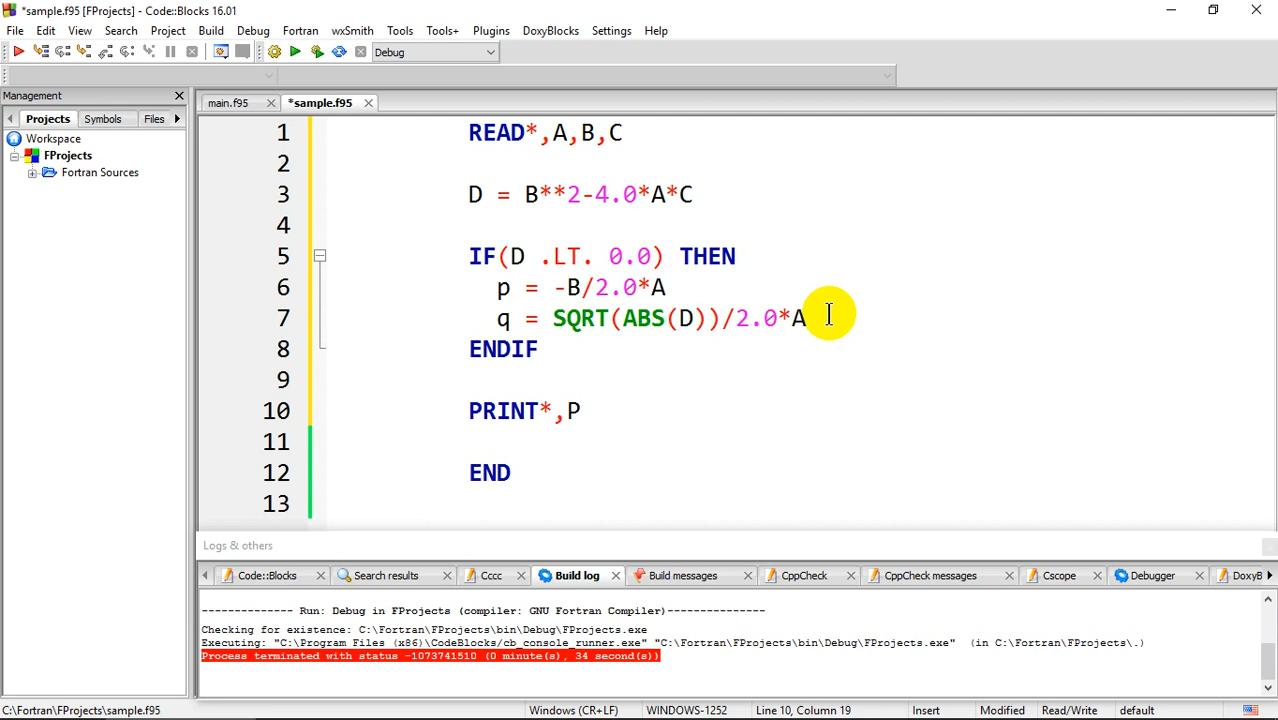 *sample.f95 [FProjects] - Code::Blocks 16.01
File Edit View Search Project Build Debug Fortran wxSmith Tools Tools+ Plugins DoxyBlocks Settings Help
Debug
Management
main.f95 *sample.f95
Projects Symbols Files
Workspace
FProjects
Fortran Sources
1 READ*,A,B,C
2
3 D = B**2-4.0*A*C
4
5 IF(D .LT. 0.0) THEN
6 p = -B/2.0*A
7 q = SQRT(ABS(D))/2.0*A
8 ENDIF
9
10 PRINT*,P
11
12 END
13
Logs & others
Code::Blocks Search results Cccc Build log Build messages CppCheck CppCheck messages Cscope Debugger DoxyB
-------------- Run: Debug in FProjects (compiler: GNU Fortran Compiler)---------------
Checking for existence: C:\Fortran\FProjects\bin\Debug\FProjects.exe
Executing: "C:\Program Files (x86)\CodeBlocks/cb_console_runner.exe" "C:\Fortran\FProjects\bin\Debug\FProjects.exe"  (in C:\Fortran\FProjects\.)
Process terminated with status -1073741510 (0 minute(s), 34 second(s))
C:\Fortran\FProjects\sample.f95 Windows (CR+LF) WINDOWS-1252 Line 10, Column 19 Insert Modified Read/Write default